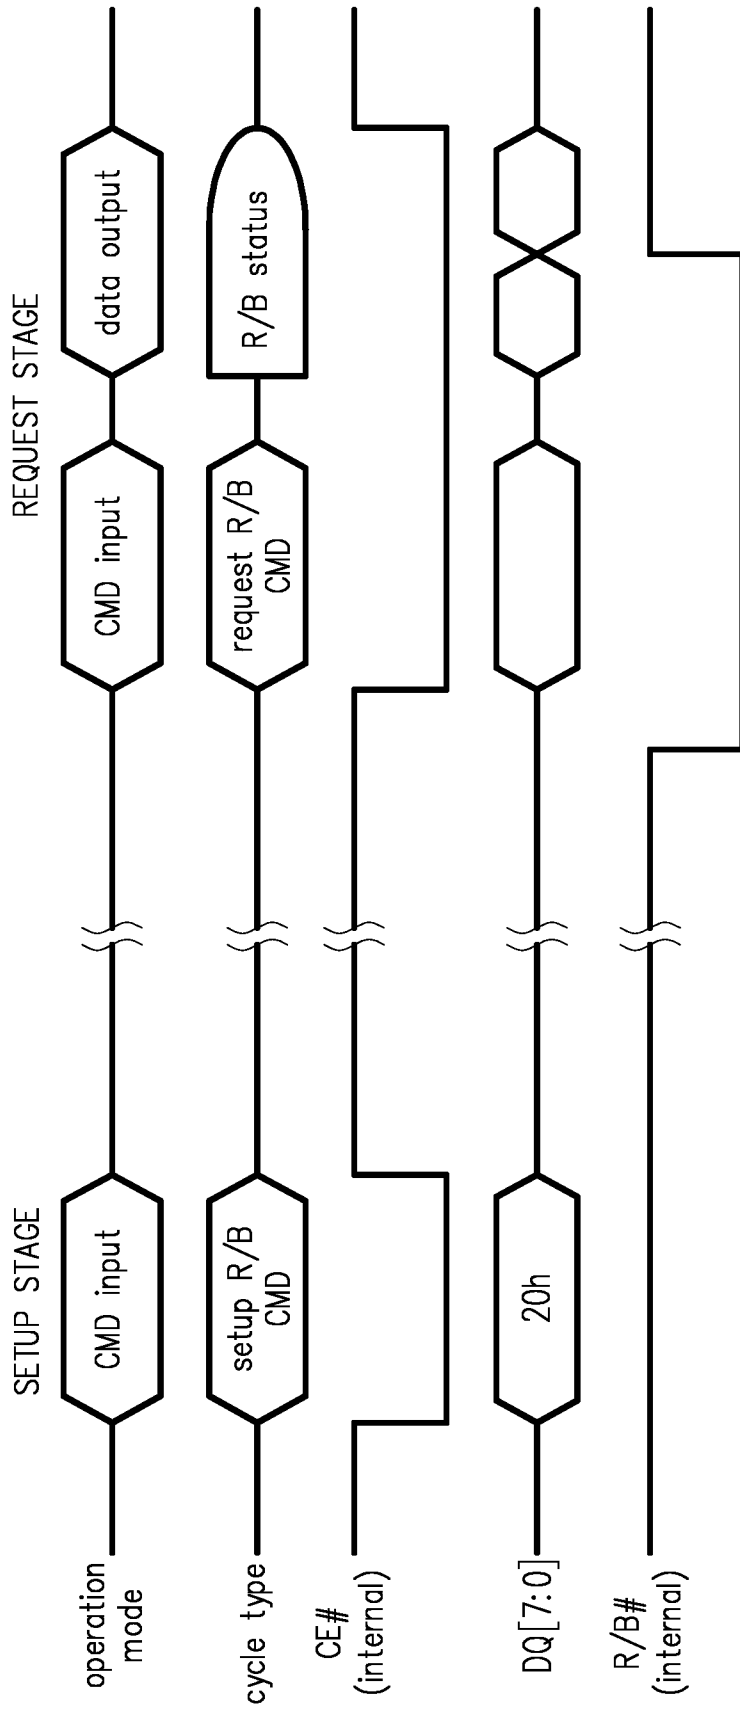 SETUP STAGE
REQUEST STAGE
operation
mode
CMD input
CMD input
data output
cycle type
setup R/B
CMD
request R/B
CMD
R/B status
CE#
(internal)
DQ[7:0]
20h
R/B#
(internal)